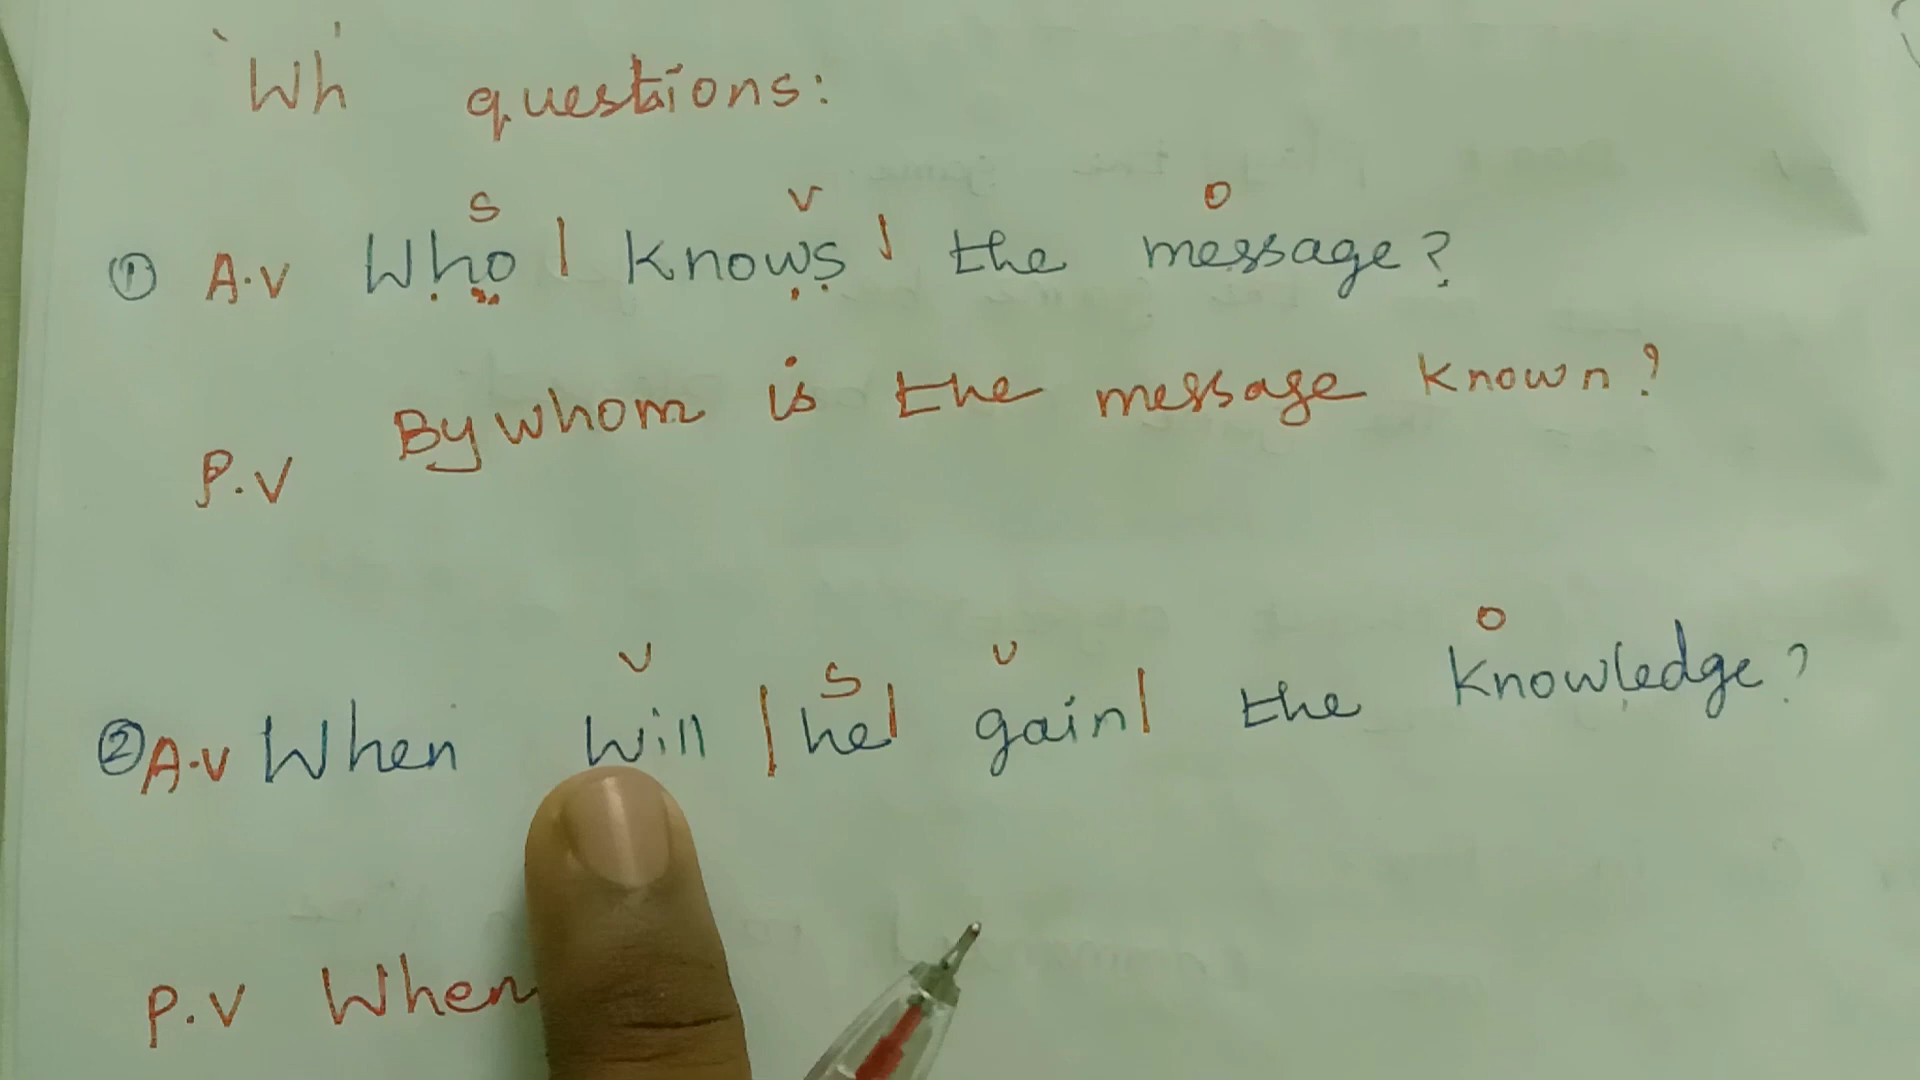 'Wh' questions:
S V O
① A.V Who | knows | the message?
P.V By whom is the message known?
V S V O
② A.V When will | he | gain | the knowledge?
P.V When